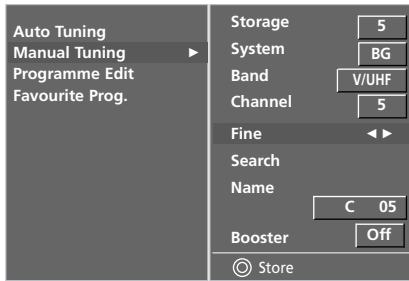 Auto Tuning
Manual Tuning ►
Programme Edit
Favourite Prog.
Storage 5
System BG
Band V/UHF
Channel 5
Fine ◄ ►
Search
Name
C 05
Booster Off
Store